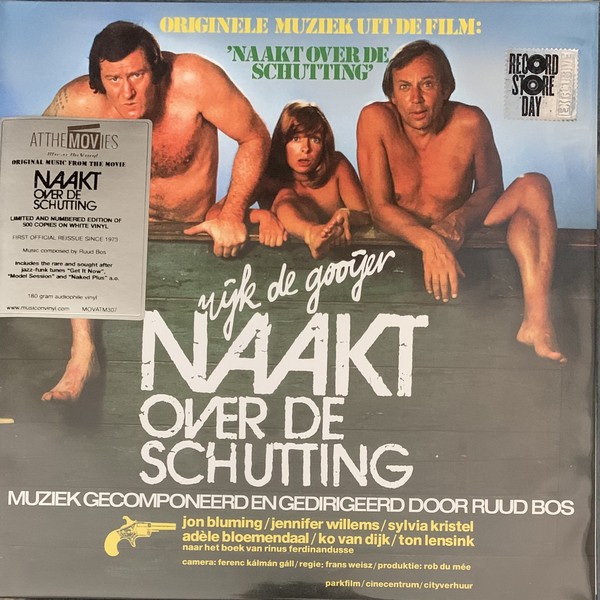 ORIGINELE MUZIEK UIT DE FILM:
'NAAKT OVER DE
SCHUTTING'
RECORD
STORE
DAY
AT THE MOVIES
ORIGINAL MUSIC FROM THE MOVIE
NAAKT
OVER DE
SCHUTTING
LIMITED AND NUMBERED EDITION OF
500 COPIES ON WHITE VINYL
FIRST OFFICIAL REISSUE SINCE 1973
Music composed by Ruud Bos
includes the rare and sought after
jazz-funk tunes "Get It Now",
"Model Session" and "Naked Plus" a.o.
180 gram audiophile vinyl
www.musiconvinyl.com MOVATM307
rijk de gooijer
NAAKT
OVER DE
SCHUTTING
MUZIEK GECOMPONEERD EN GEDIRIGEERD DOOR RUUD BOS
jon bluming/jennifer willems/sylvia kristel
adèle bloemendaal/ko van dijk/ton lensink
naar het boek van rinus ferdinandusse
camera: ferenc kálmán gáll/regie; frans weisz/produktie: rob du mée
parkfilm/cinecentrum/cityverhuur